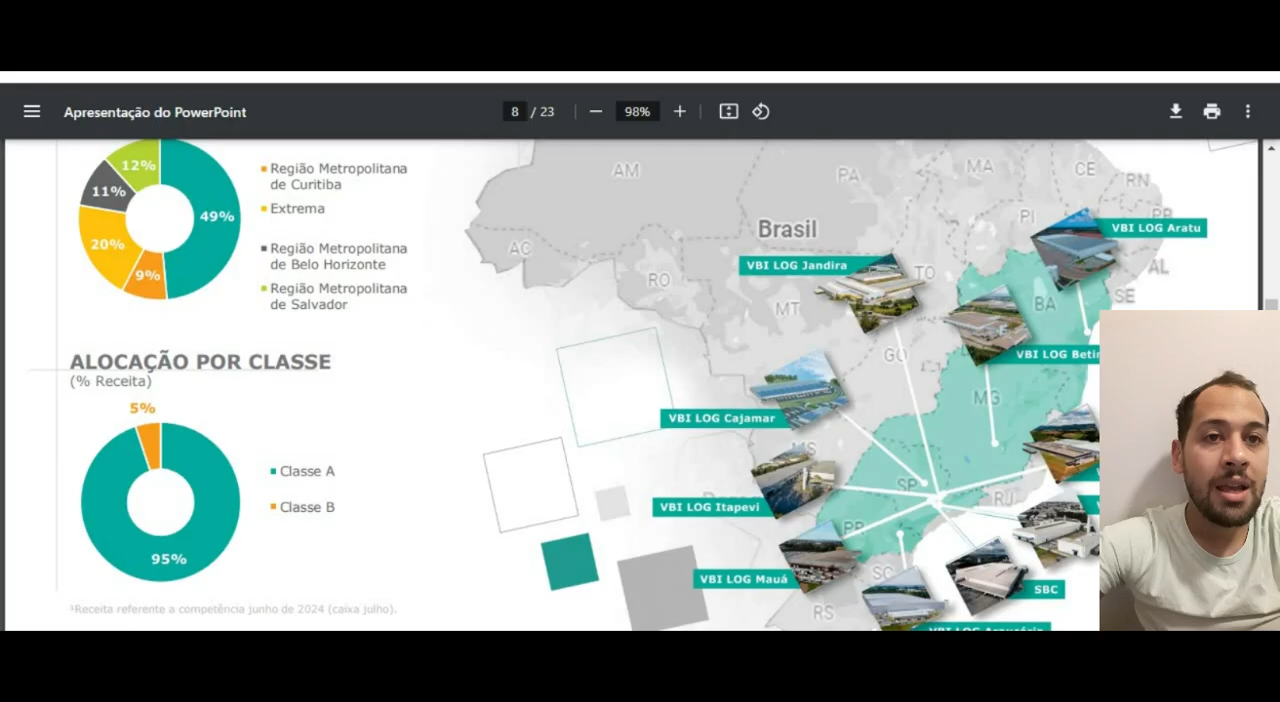 Apresentação do PowerPoint
8 / 23
98%
12%
11%
49%
20%
9%
Região Metropolitana
de Curitiba
Extrema
Região Metropolitana
de Belo Horizonte
Região Metropolitana
de Salvador
ALOCAÇÃO POR CLASSE
(% Receita)
5%
95%
Classe A
Classe B
¹Receita referente a competência junho de 2024 (caixa julho).
AM
PA
MA
CE
RN
PI
PB
Brasil
VBI LOG Aratu
AC
VBI LOG Jandira
TO
AL
RO
SE
MT
BA
GO
VBI LOG Betim
MG
VBI LOG Cajamar
MS
SP
RJ
VBI LOG Itapevi
PR
VBI LOG Mauá
SC
SBC
RS
VBI LOG Araucária